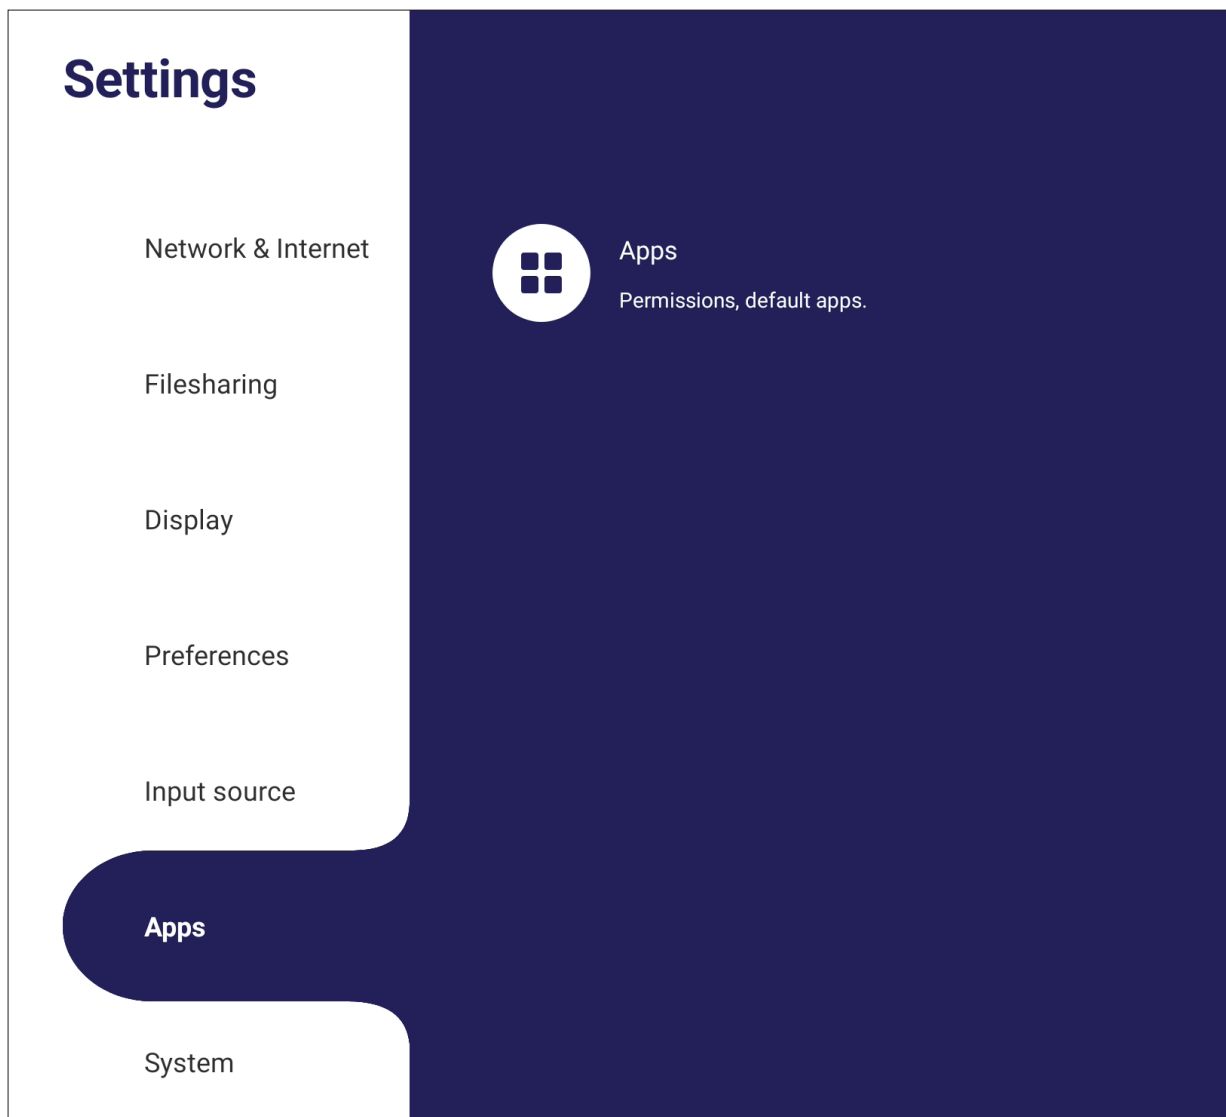 Settings
Network & Internet
Filesharing
Display
Preferences
Input source
Apps
System
Apps
Permissions, default apps.